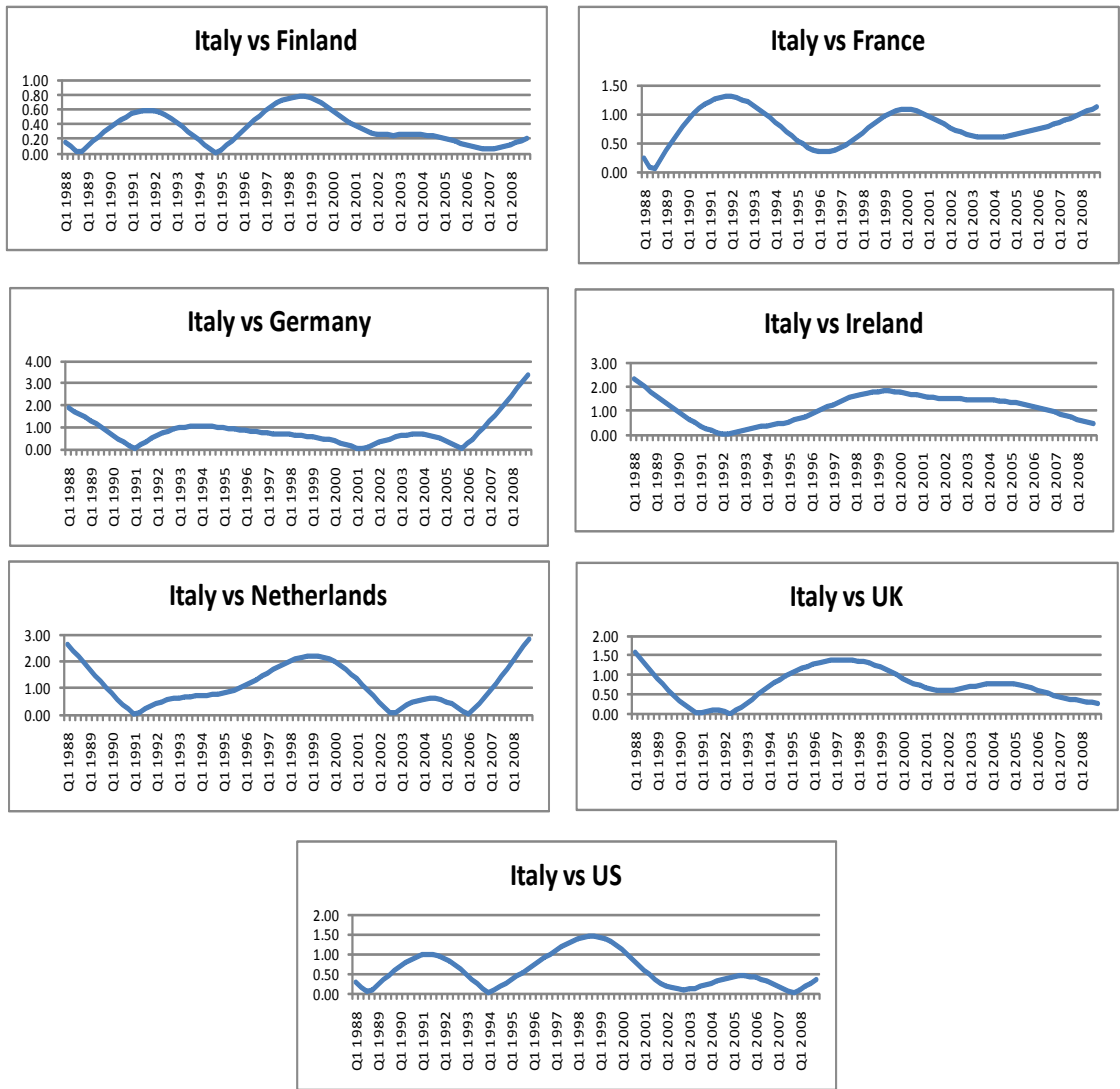 Italy vs Finland
1.00
0.80
0.60
0.40
0.20
0.00
Q1 1988
Q1 1989
Q1 1990
Q1 1991
Q1 1992
Q1 1993
Q1 1994
Q1 1995
Q1 1996
Q1 1997
Q1 1998
Q1 1999
Q1 2000
Q1 2001
Q1 2002
Q1 2003
Q1 2004
Q1 2005
Q1 2006
Q1 2007
Q1 2008
Italy vs France
1.50
1.00
0.50
0.00
Q1 1988
Q1 1989
Q1 1990
Q1 1991
Q1 1992
Q1 1993
Q1 1994
Q1 1995
Q1 1996
Q1 1997
Q1 1998
Q1 1999
Q1 2000
Q1 2001
Q1 2002
Q1 2003
Q1 2004
Q1 2005
Q1 2006
Q1 2007
Q1 2008
Italy vs Germany
4.00
3.00
2.00
1.00
0.00
Q1 1988
Q1 1989
Q1 1990
Q1 1991
Q1 1992
Q1 1993
Q1 1994
Q1 1995
Q1 1996
Q1 1997
Q1 1998
Q1 1999
Q1 2000
Q1 2001
Q1 2002
Q1 2003
Q1 2004
Q1 2005
Q1 2006
Q1 2007
Q1 2008
Italy vs Ireland
3.00
2.00
1.00
0.00
Q1 1988
Q1 1989
Q1 1990
Q1 1991
Q1 1992
Q1 1993
Q1 1994
Q1 1995
Q1 1996
Q1 1997
Q1 1998
Q1 1999
Q1 2000
Q1 2001
Q1 2002
Q1 2003
Q1 2004
Q1 2005
Q1 2006
Q1 2007
Q1 2008
Italy vs Netherlands
3.00
2.00
1.00
0.00
Q1 1988
Q1 1989
Q1 1990
Q1 1991
Q1 1992
Q1 1993
Q1 1994
Q1 1995
Q1 1996
Q1 1997
Q1 1998
Q1 1999
Q1 2000
Q1 2001
Q1 2002
Q1 2003
Q1 2004
Q1 2005
Q1 2006
Q1 2007
Q1 2008
Italy vs UK
2.00
1.50
1.00
0.50
0.00
Q1 1988
Q1 1989
Q1 1990
Q1 1991
Q1 1992
Q1 1993
Q1 1994
Q1 1995
Q1 1996
Q1 1997
Q1 1998
Q1 1999
Q1 2000
Q1 2001
Q1 2002
Q1 2003
Q1 2004
Q1 2005
Q1 2006
Q1 2007
Q1 2008
Italy vs US
2.00
1.50
1.00
0.50
0.00
Q1 1988
Q1 1989
Q1 1990
Q1 1991
Q1 1992
Q1 1993
Q1 1994
Q1 1995
Q1 1996
Q1 1997
Q1 1998
Q1 1999
Q1 2000
Q1 2001
Q1 2002
Q1 2003
Q1 2004
Q1 2005
Q1 2006
Q1 2007
Q1 2008